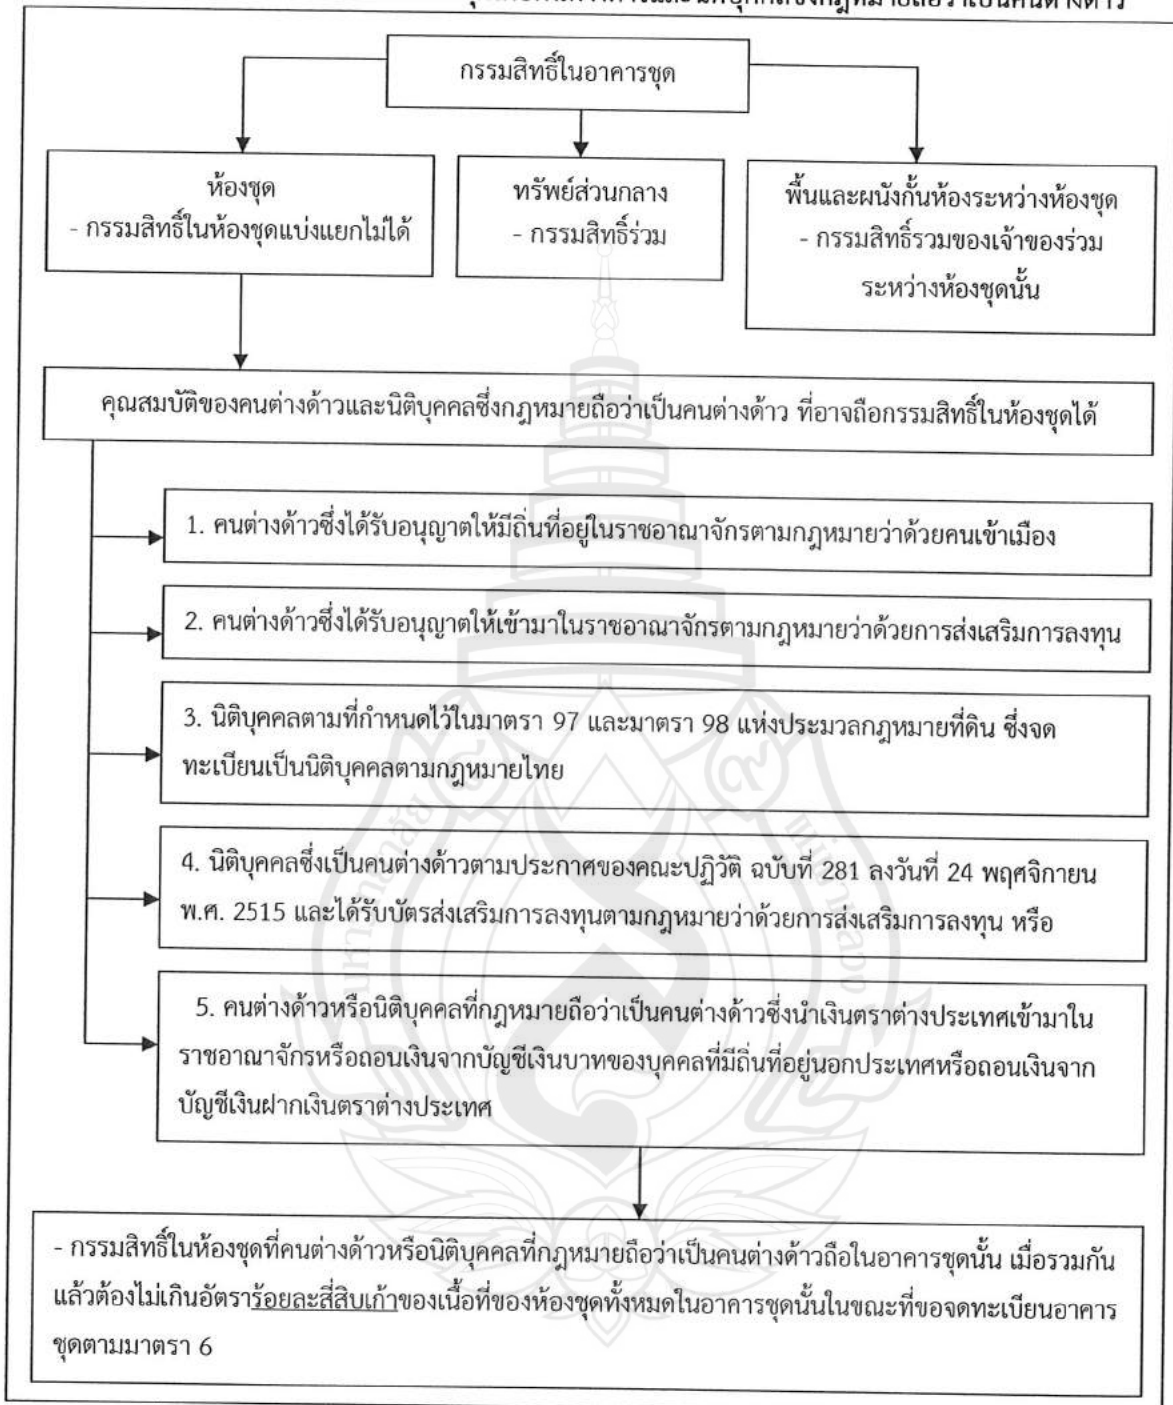 กรรมสิทธิ์ในอาคารชุด
ห้องชุด
- กรรมสิทธิ์ในห้องชุดแบ่งแยกไม่ได้
ทรัพย์ส่วนกลาง
- กรรมสิทธิ์ร่วม
พื้นและผนังกั้นห้องระหว่างห้องชุด
- กรรมสิทธิ์รวมของเจ้าของร่วม
ระหว่างห้องชุดนั้น
คุณสมบัติของคนต่างด้าวและนิติบุคคลซึ่งกฎหมายถือว่าเป็นคนต่างด้าว ที่อาจถือกรรมสิทธิ์ในห้องชุดได้
1. คนต่างด้าวซึ่งได้รับอนุญาตให้มีถิ่นที่อยู่ในราชอาณาจักรตามกฎหมายว่าด้วยคนเข้าเมือง
2. คนต่างด้าวซึ่งได้รับอนุญาตให้เข้ามาในราชอาณาจักรตามกฎหมายว่าด้วยการส่งเสริมการลงทุน
3. นิติบุคคลตามที่กำหนดไว้ในมาตรา 97 และมาตรา 98 แห่งประมวลกฎหมายที่ดิน ซึ่งจด
ทะเบียนเป็นนิติบุคคลตามกฎหมายไทย
4. นิติบุคคลซึ่งเป็นคนต่างด้าวตามประกาศของคณะปฏิวัติ ฉบับที่ 281 ลงวันที่ 24 พฤศจิกายน
พ.ศ. 2515 และได้รับบัตรส่งเสริมการลงทุนตามกฎหมายว่าด้วยการส่งเสริมการลงทุน หรือ
5. คนต่างด้าวหรือนิติบุคคลที่กฎหมายถือว่าเป็นคนต่างด้าวซึ่งนำเงินตราต่างประเทศเข้ามาใน
ราชอาณาจักรหรือถอนเงินจากบัญชีเงินบาทของบุคคลที่มีถิ่นที่อยู่นอกประเทศหรือถอนเงินจาก
บัญชีเงินฝากเงินตราต่างประเทศ
- กรรมสิทธิ์ในห้องชุดที่คนต่างด้าวหรือนิติบุคคลที่กฎหมายถือว่าเป็นคนต่างด้าวถือในอาคารชุดนั้น เมื่อรวมกัน
แล้วต้องไม่เกินอัตราร้อยละสี่สิบเก้าของเนื้อที่ของห้องชุดทั้งหมดในอาคารชุดนั้นในขณะที่ขอจดทะเบียนอาคาร
ชุดตามมาตรา 6